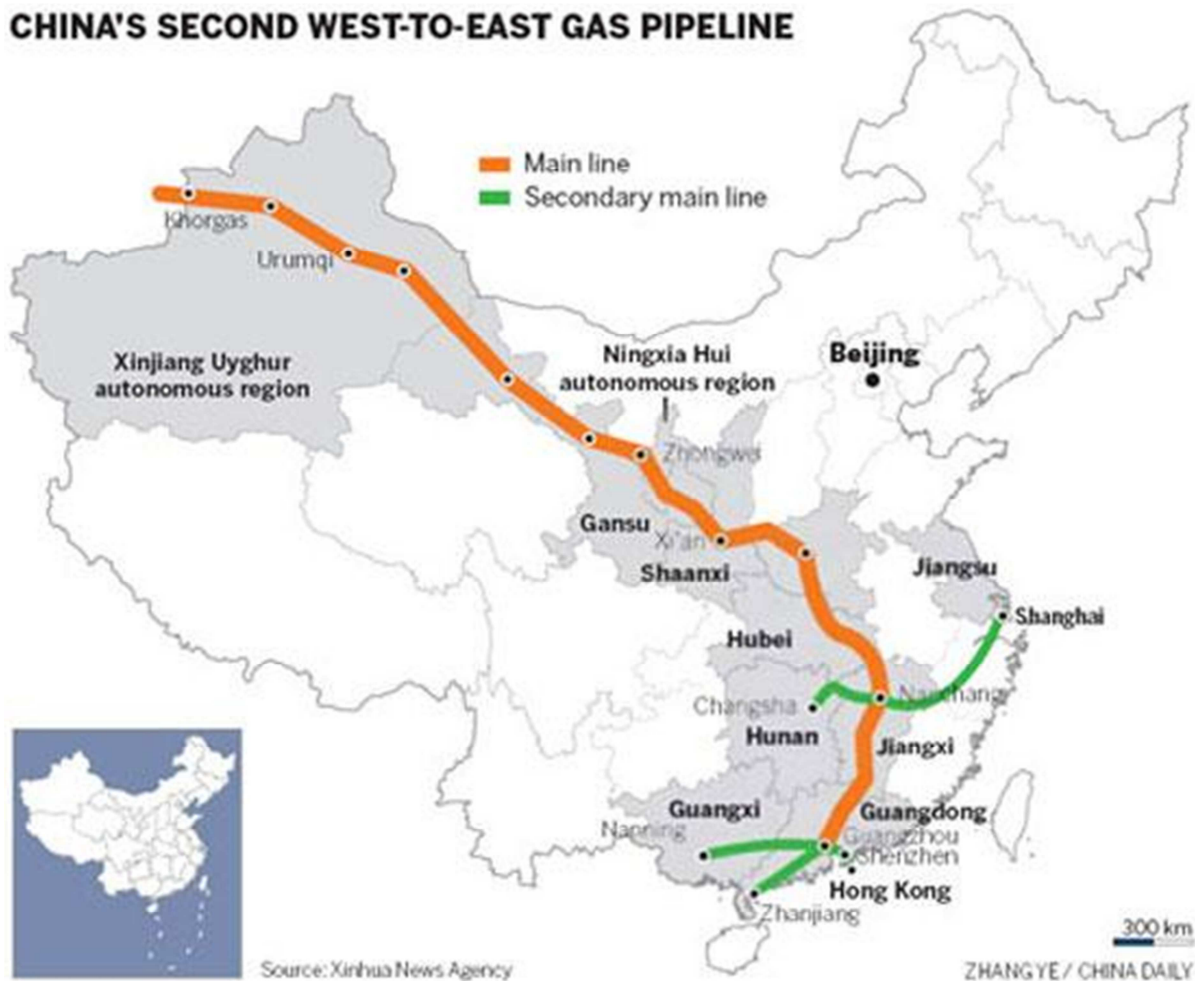 CHINA'S SECOND WEST-TO-EAST GAS PIPELINE
Main line
Secondary main line
Khorgas
Urumqi
Xinjiang Uyghur
autonomous region
Ningxia Hui
autonomous region
Beijing
Zhongwei
Gansu
Xi'an
Shaanxi
Jiangsu
Shanghai
Hubei
Nanchang
Changsha
Hunan
Jiangxi
Guangxi
Guangdong
Nanning
Guangzhou
Shenzhen
Hong Kong
Zhanjiang
300 km
Source: Xinhua News Agency
ZHANG YE / CHINA DAILY